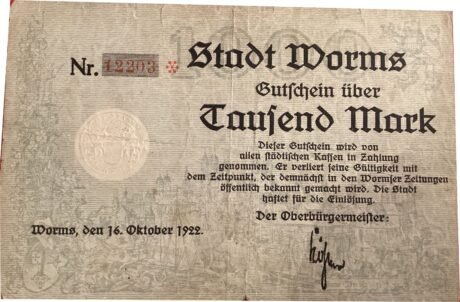 1000
Nr. 12203 *
Stadt Worms
Gutschein über
Tausend Mark
Dieser Gutschein wird von
allen städtischen Kassen in Zahlung
genommen. Er verliert seine Gültigkeit mit
dem Zeitpunkt, der demnächst in den Wormser Zeitungen
öffentlich bekannt gemacht wird. Die Stadt
haftet für die Einlösung.
Der Oberbürgermeister:
Worms, den 16. Oktober 1922.